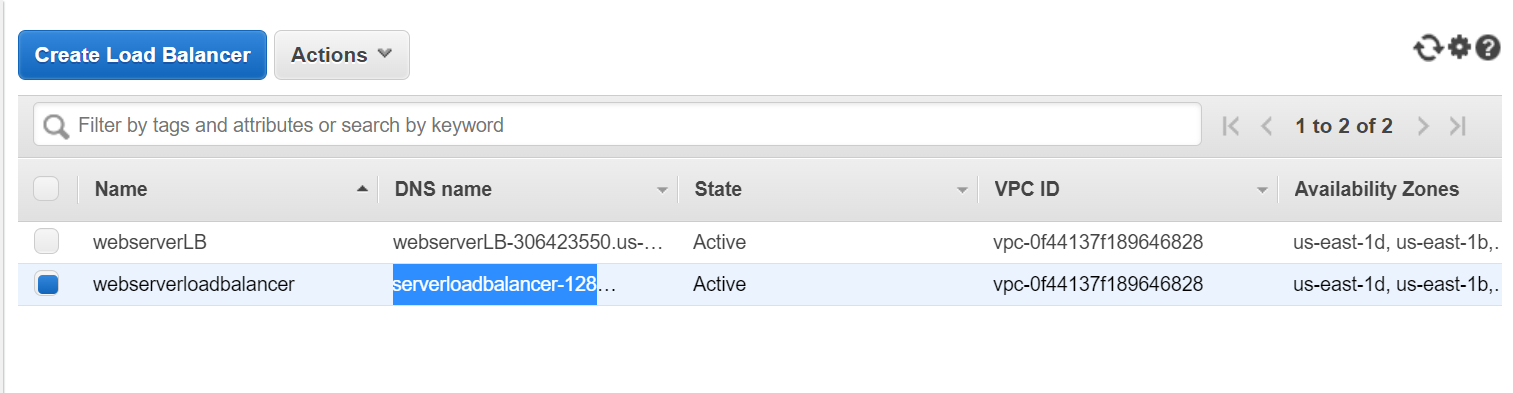 Create Load Balancer Actions
Filter by tags and attributes or search by keyword 1 to 2 of 2
Name DNS name State VPC ID Availability Zones
webserverLB webserverLB-306423550.us-... Active vpc-0f44137f189646828 us-east-1d, us-east-1b,.
webserverloadbalancer serverloadbalancer-128... Active vpc-0f44137f189646828 us-east-1d, us-east-1b,.